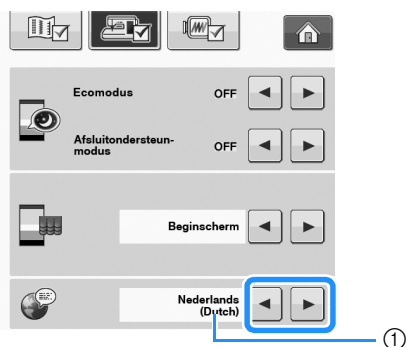 Ecomodus OFF
Afsluitondersteun-
modus OFF
Beginscherm
Nederlands
(Dutch)
①